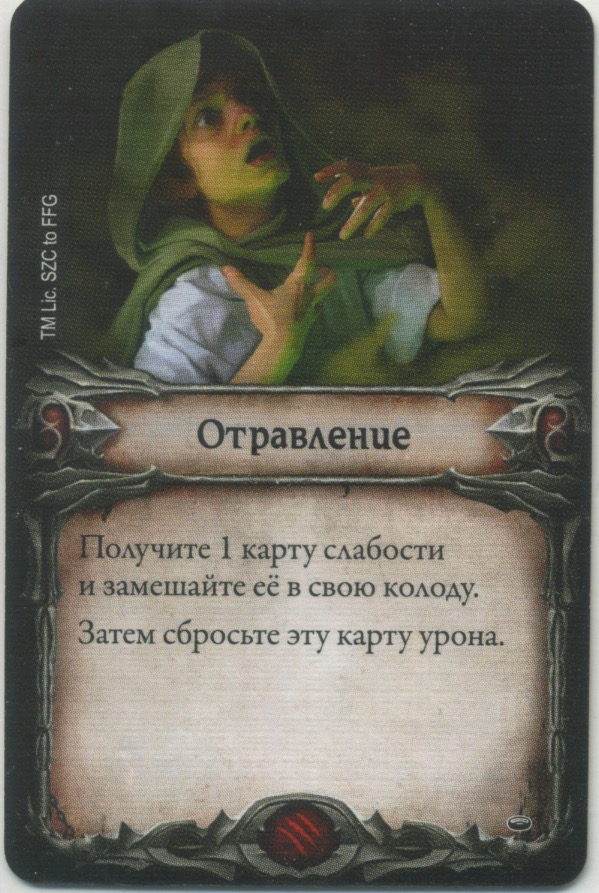 TM Lic. SZC to FFG
Отравление
Получите 1 карту слабости
и замешайте её в свою колоду.
Затем сбросьте эту карту урона.